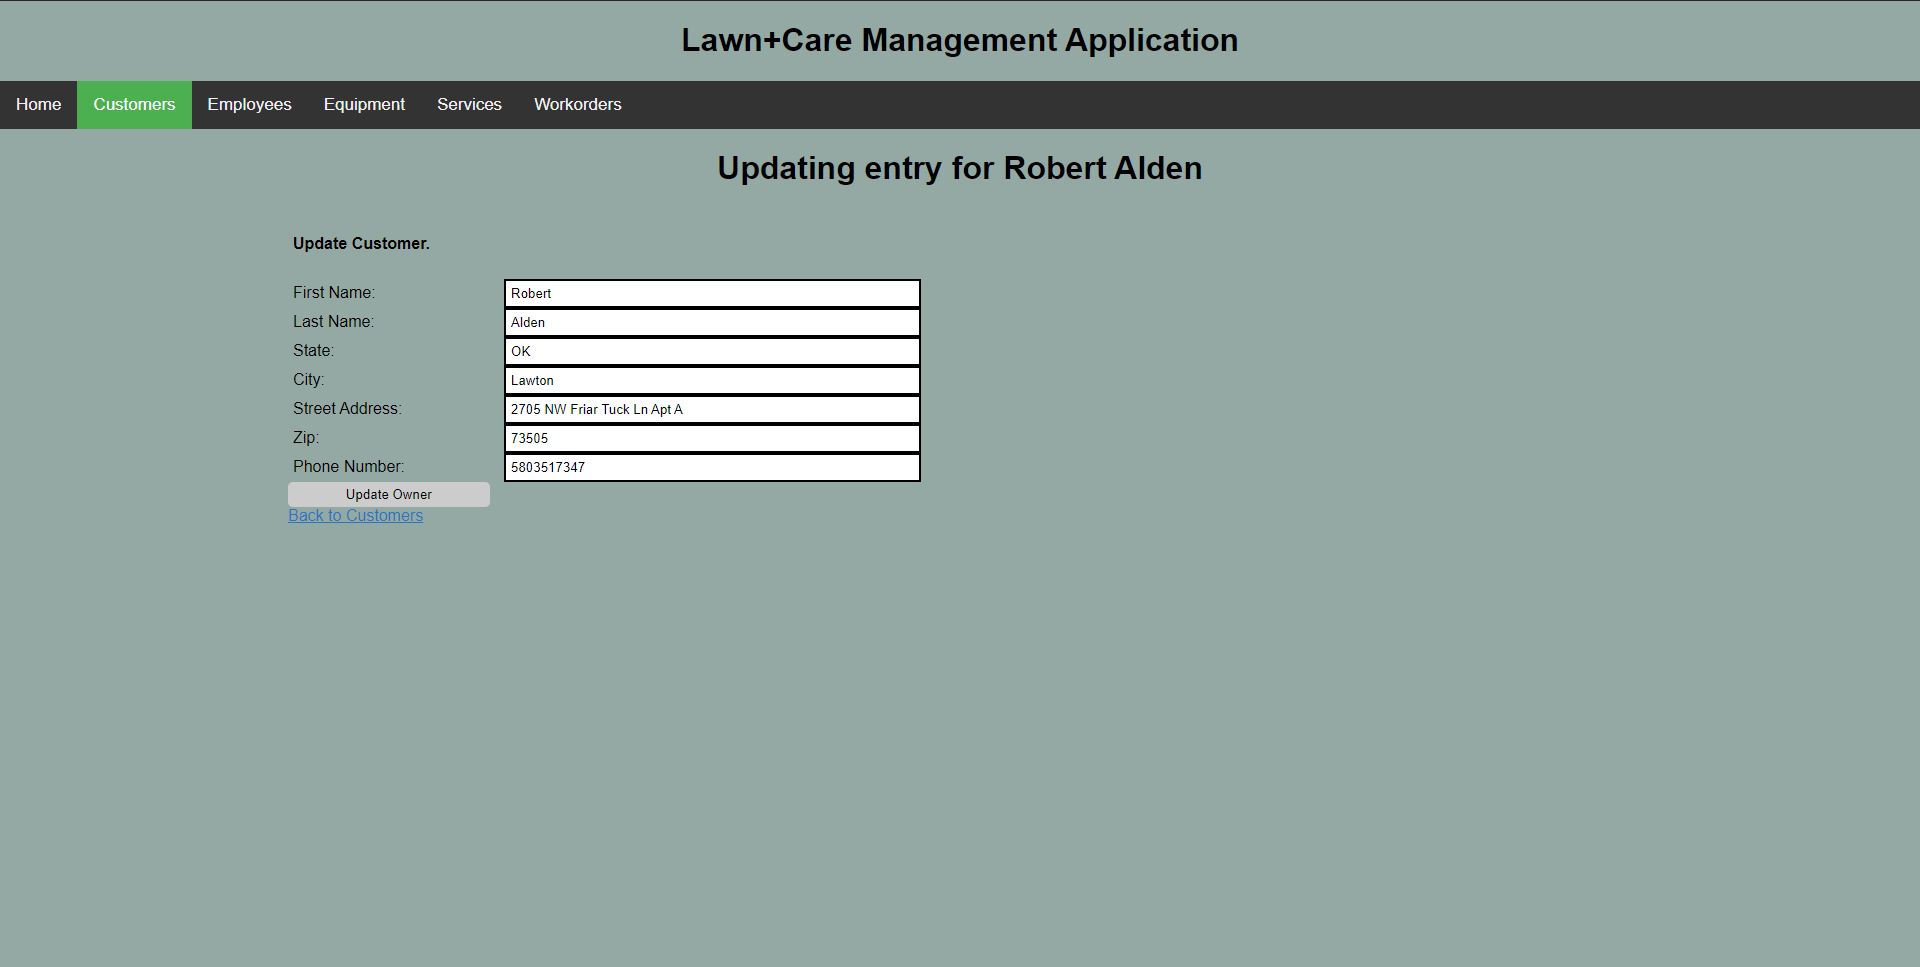 Lawn+Care Management Application
Home Customers Employees Equipment Services Workorders
Updating entry for Robert Alden
Update Customer.
First Name: Robert
Last Name: Alden
State: OK
City: Lawton
Street Address: 2705 NW Friar Tuck Ln Apt A
Zip: 73505
Phone Number: 5803517347
Update Owner
Back to Customers